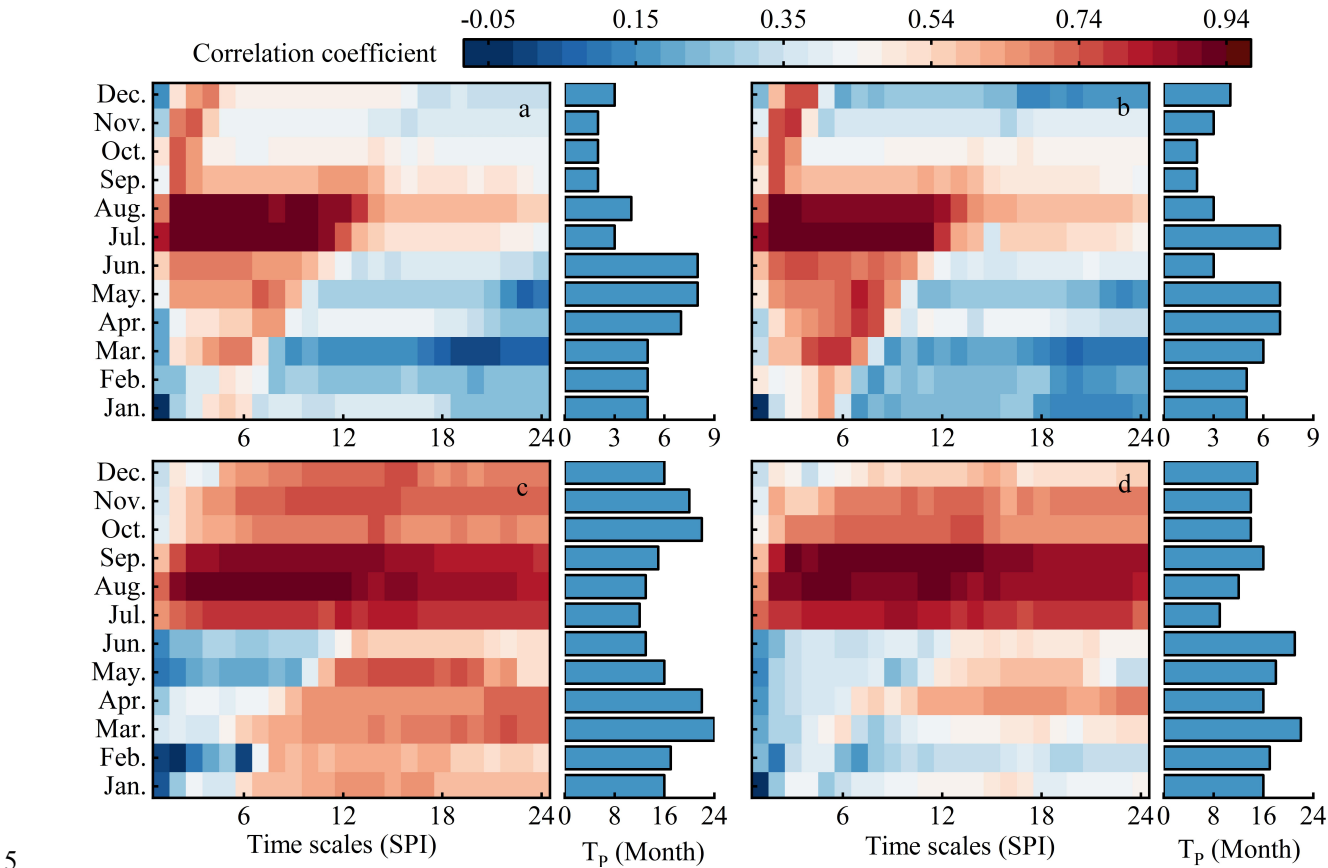 -0.05 0.15 0.35 0.54 0.74 0.94
Correlation coefficient
Dec. a b
Nov.
Oct.
Sep.
Aug.
Jul.
Jun.
May.
Apr.
Mar.
Feb.
Jan.
6 12 24 0 3 6 9 6 12 24 0 3 6 9
Dec. c d
Nov.
Oct.
Sep.
Aug.
Jul.
Jun.
May.
Apr.
Mar.
Feb.
Jan.
6 12 18 24 0 8 16 24 6 12 18 24 0 8 16 24
Time scales (SPI) T_P (Month) Time scales (SPI) T_P (Month)
5